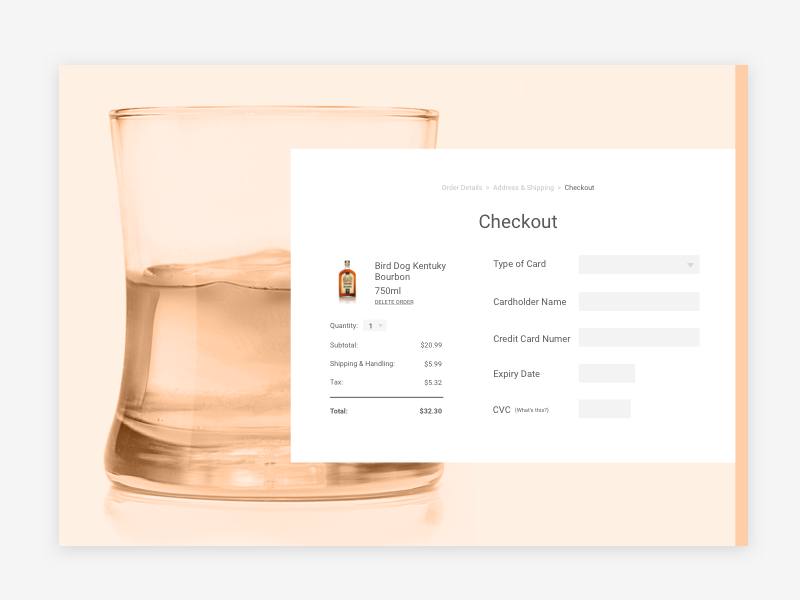 Order Details > Address & Shipping > Checkout
Checkout
Bird Dog Kentuky
Bourbon
750ml
DELETE ORDER
Quantity: 1
Subtotal: $20.99
Shipping & Handling: $5.99
Tax: $5.32
Total: $32.30
Type of Card
Cardholder Name
Credit Card Numer
Expiry Date
CVC (What's this?)